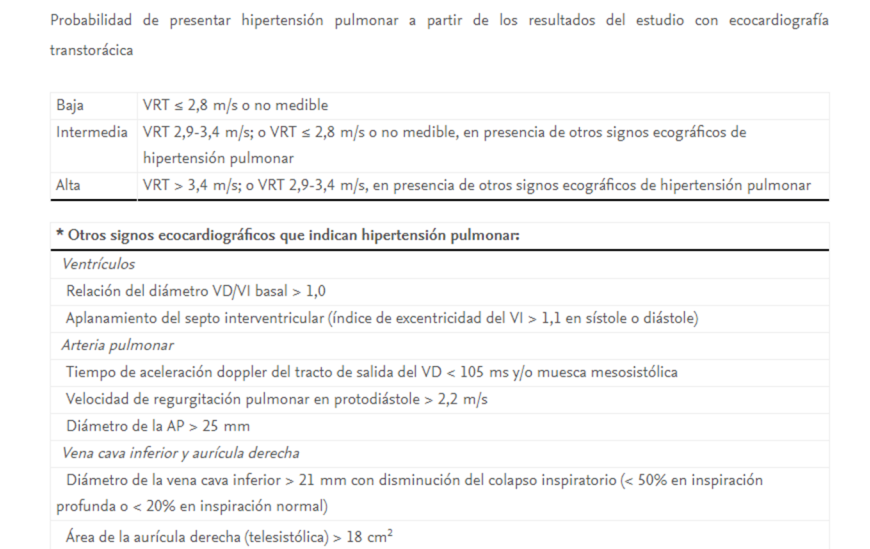 Probabilidad de presentar hipertensión pulmonar a partir de los resultados del estudio con ecocardiografía
transtorácica
Baja VRT ≤ 2,8 m/s o no medible
Intermedia VRT 2,9-3,4 m/s; o VRT ≤ 2,8 m/s o no medible, en presencia de otros signos ecográficos de
hipertensión pulmonar
Alta VRT > 3,4 m/s; o VRT 2,9-3,4 m/s, en presencia de otros signos ecográficos de hipertensión pulmonar
* Otros signos ecocardiográficos que indican hipertensión pulmonar:
Ventrículos
Relación del diámetro VD/VI basal > 1,0
Aplanamiento del septo interventricular (índice de excentricidad del VI > 1,1 en sístole o diástole)
Arteria pulmonar
Tiempo de aceleración doppler del tracto de salida del VD < 105 ms y/o muesca mesosistólica
Velocidad de regurgitación pulmonar en protodiástole > 2,2 m/s
Diámetro de la AP > 25 mm
Vena cava inferior y aurícula derecha
Diámetro de la vena cava inferior > 21 mm con disminución del colapso inspiratorio (< 50% en inspiración
profunda o < 20% en inspiración normal)
Área de la aurícula derecha (telesistólica) > 18 cm²